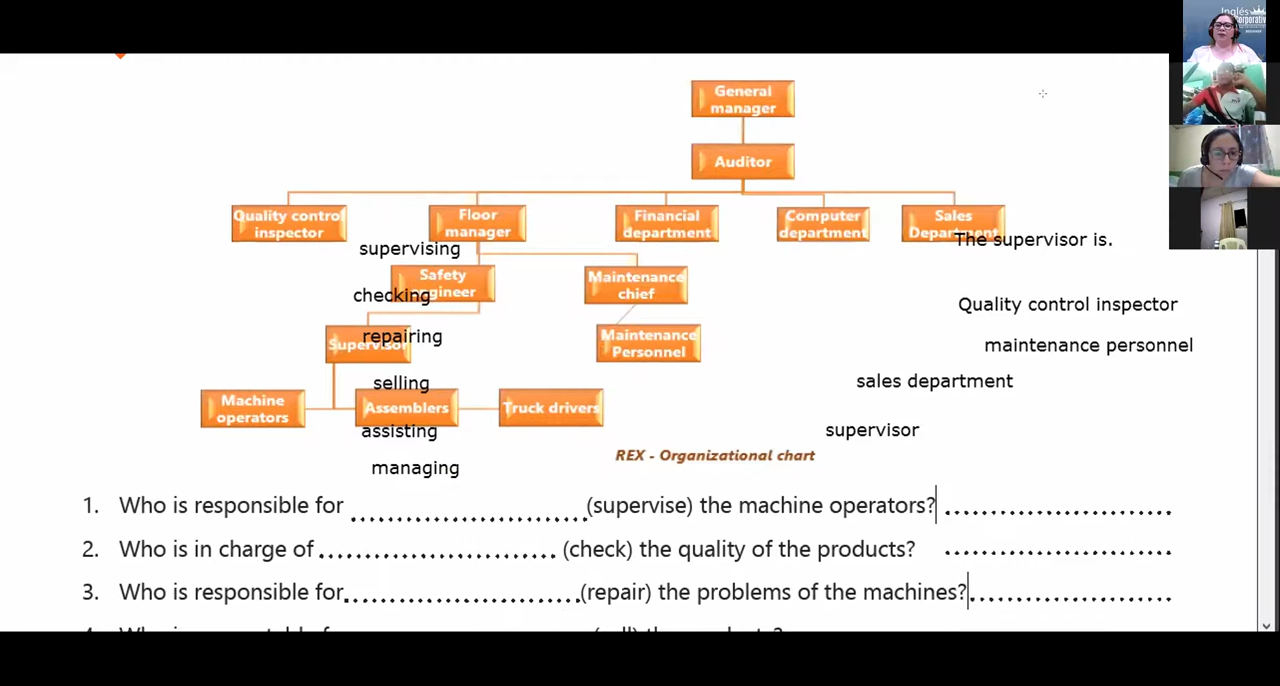 Inglés
Corporativo
General
manager
Auditor
Quality control
inspector
Floor
manager
Financial
department
Computer
department
Sales
Department
supervising
The supervisor is.
Safety
engineer
Maintenance
chief
checking
Quality control inspector
repairing
Supervisor
Maintenance
Personnel
maintenance personnel
selling
sales department
Machine
operators
Assemblers
Truck drivers
assisting
supervisor
REX - Organizational chart
managing
1. Who is responsible for ........................... (supervise) the machine operators? ..........................
2. Who is in charge of ........................... (check) the quality of the products? ..........................
3. Who is responsible for ........................... (repair) the problems of the machines? .......................